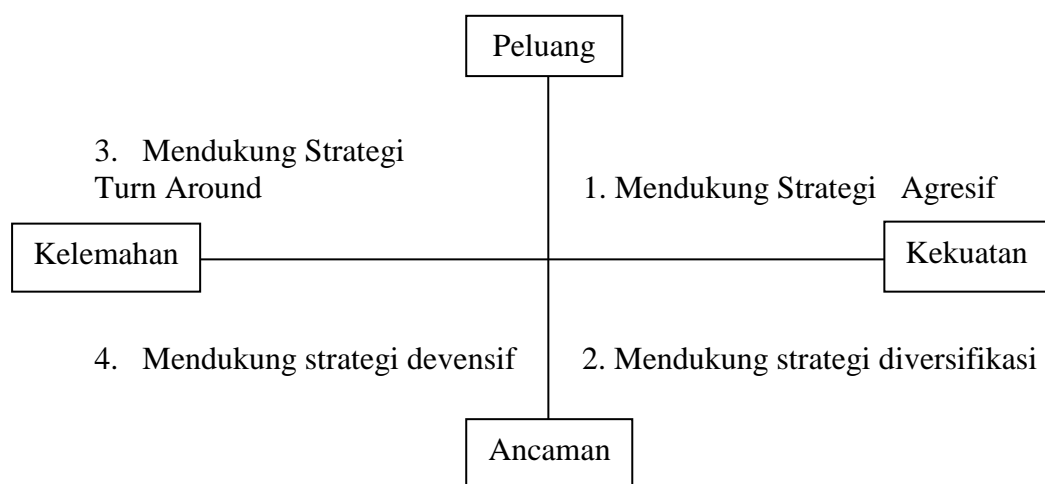 Peluang
3. Mendukung Strategi
Turn Around
1. Mendukung Strategi Agresif
Kelemahan
Kekuatan
4. Mendukung strategi devensif
2. Mendukung strategi diversifikasi
Ancaman